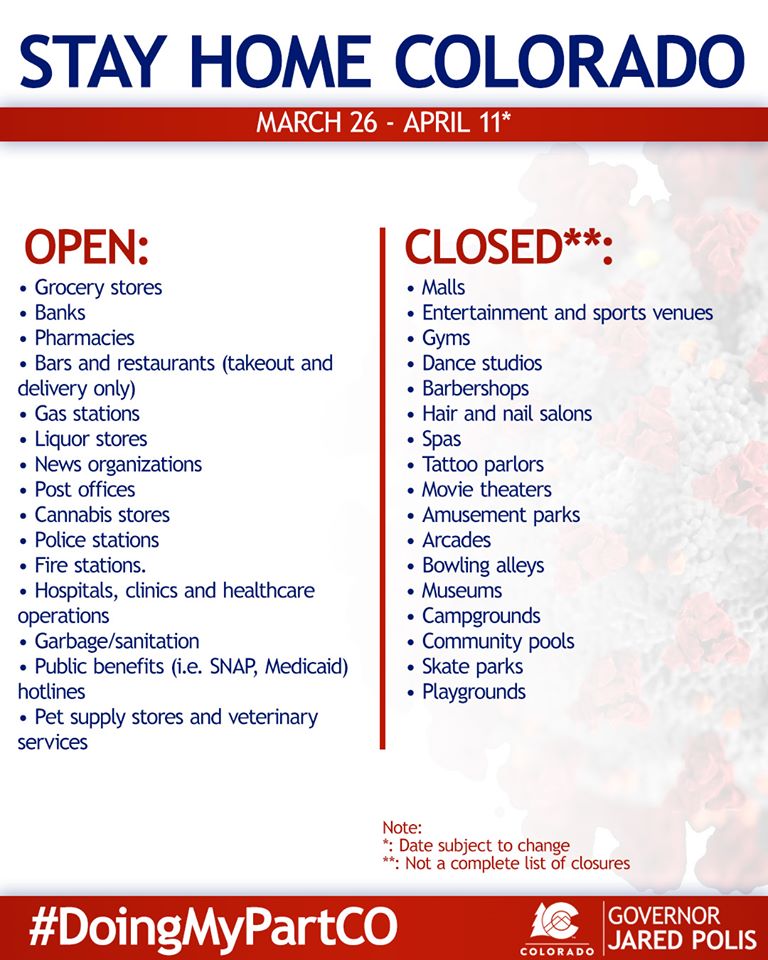 STAY HOME COLORADO
MARCH 26 - APRIL 11*
OPEN:
• Grocery stores
• Banks
• Pharmacies
• Bars and restaurants (takeout and
delivery only)
• Gas stations
• Liquor stores
• News organizations
• Post offices
• Cannabis stores
• Police stations
• Fire stations.
• Hospitals, clinics and healthcare
operations
• Garbage/sanitation
• Public benefits (i.e. SNAP, Medicaid)
hotlines
• Pet supply stores and veterinary
services
CLOSED**:
• Malls
• Entertainment and sports venues
• Gyms
• Dance studios
• Barbershops
• Hair and nail salons
• Spas
• Tattoo parlors
• Movie theaters
• Amusement parks
• Arcades
• Bowling alleys
• Museums
• Campgrounds
• Community pools
• Skate parks
• Playgrounds
Note:
*: Date subject to change
**: Not a complete list of closures
#DoingMyPartCO
COLORADO
GOVERNOR
JARED POLIS